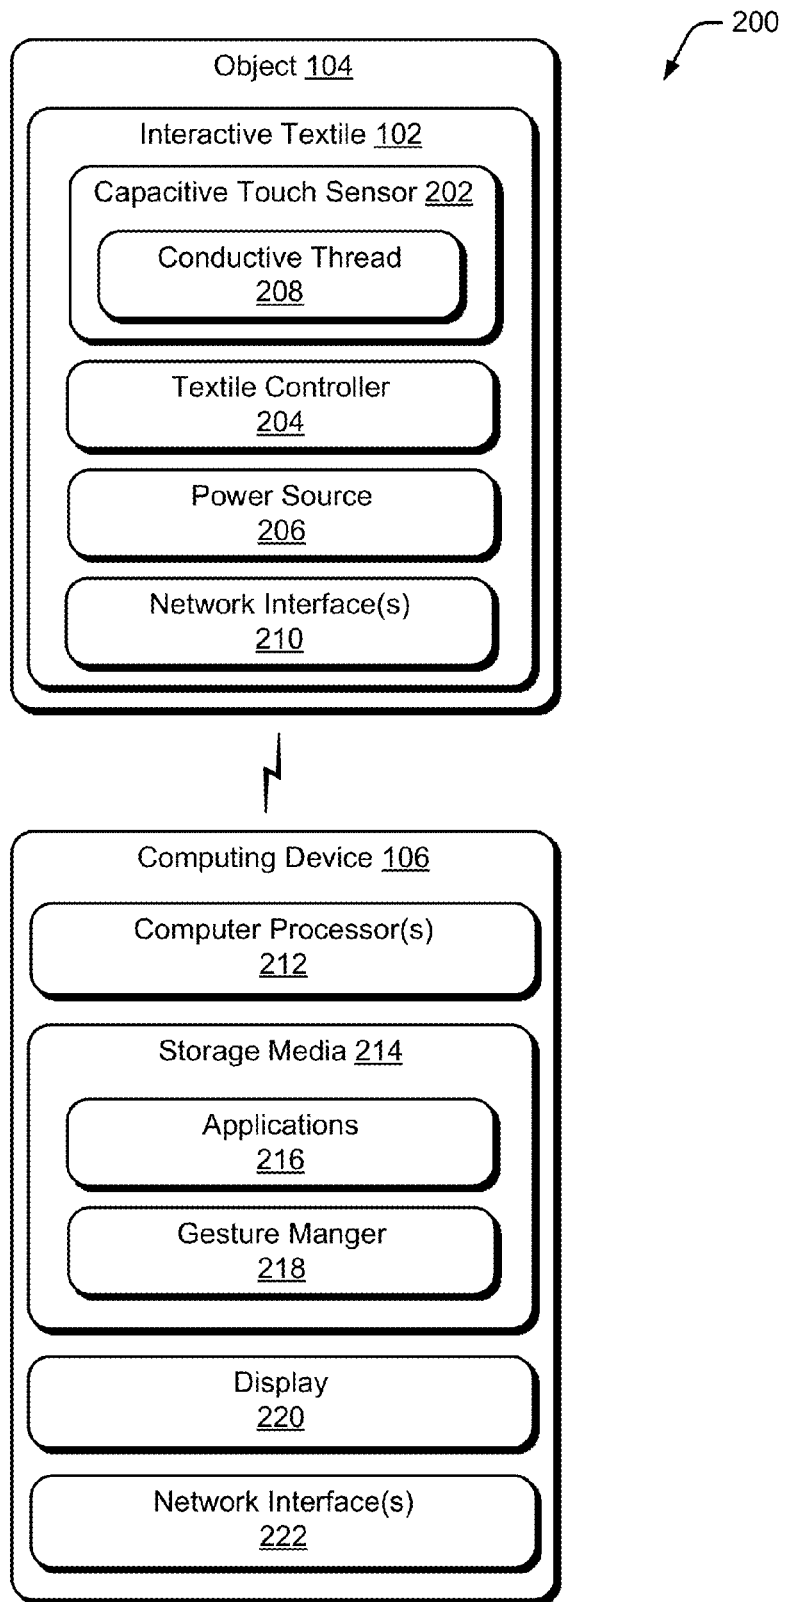 200
Object 104
Interactive Textile 102
Capacitive Touch Sensor 202
Conductive Thread
208
Textile Controller
204
Power Source
206
Network Interface(s)
210
Computing Device 106
Computer Processor(s)
212
Storage Media 214
Applications
216
Gesture Manger
218
Display
220
Network Interface(s)
222